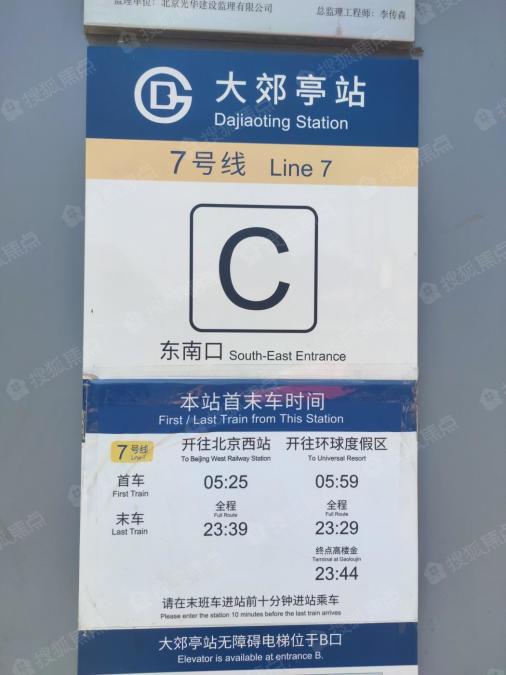 监理单位：北京光华建设监理有限公司 总监理工程师：李传森
大郊亭站
Dajiaoting Station
7号线 Line 7
C
东南口 South-East Entrance
本站首末车时间
First / Last Train from This Station
7号线 开往北京西站 开往环球度假区
Line 7 To Beijing West Railway Station To Universal Resort
首车 05:25 05:59
First Train
全程 全程
Full Route Full Route
末车 23:39 23:29
Last Train
终点高楼金
Terminal at Gaoloujin
23:44
请在末班车进站前十分钟进站乘车
Please enter the station 10 minutes before the last train arrives
大郊亭站无障碍电梯位于B口
Elevator is available at entrance B.
搜狐焦点